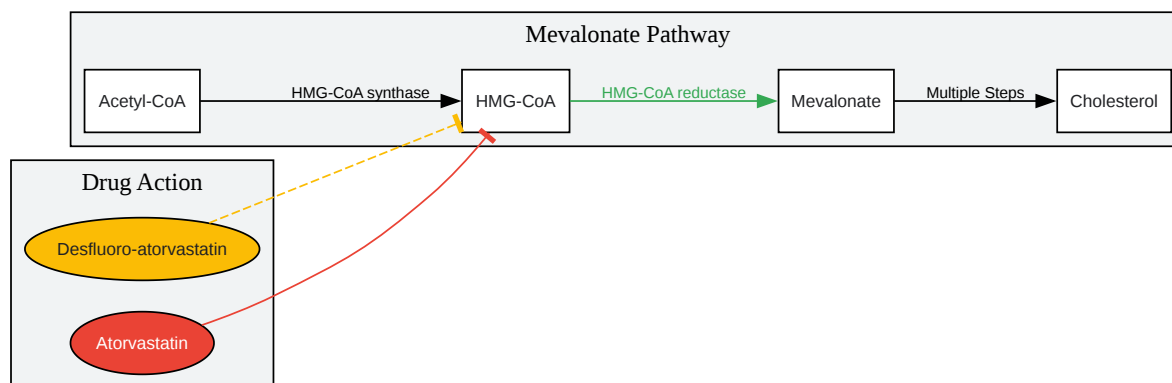 Mevalonate Pathway
Acetyl-CoA
HMG-CoA synthase
HMG-CoA
HMG-CoA reductase
Mevalonate
Multiple Steps
Cholesterol
Drug Action
Desfluoro-atorvastatin
Atorvastatin